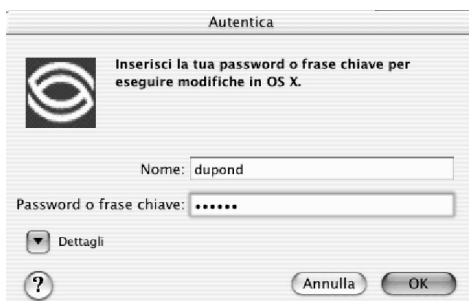 Autentica
Inserisci la tua password o frase chiave per
eseguire modifiche in OS X.
Nome: dupond
Password o frase chiave: ••••••
Dettagli
? Annulla OK